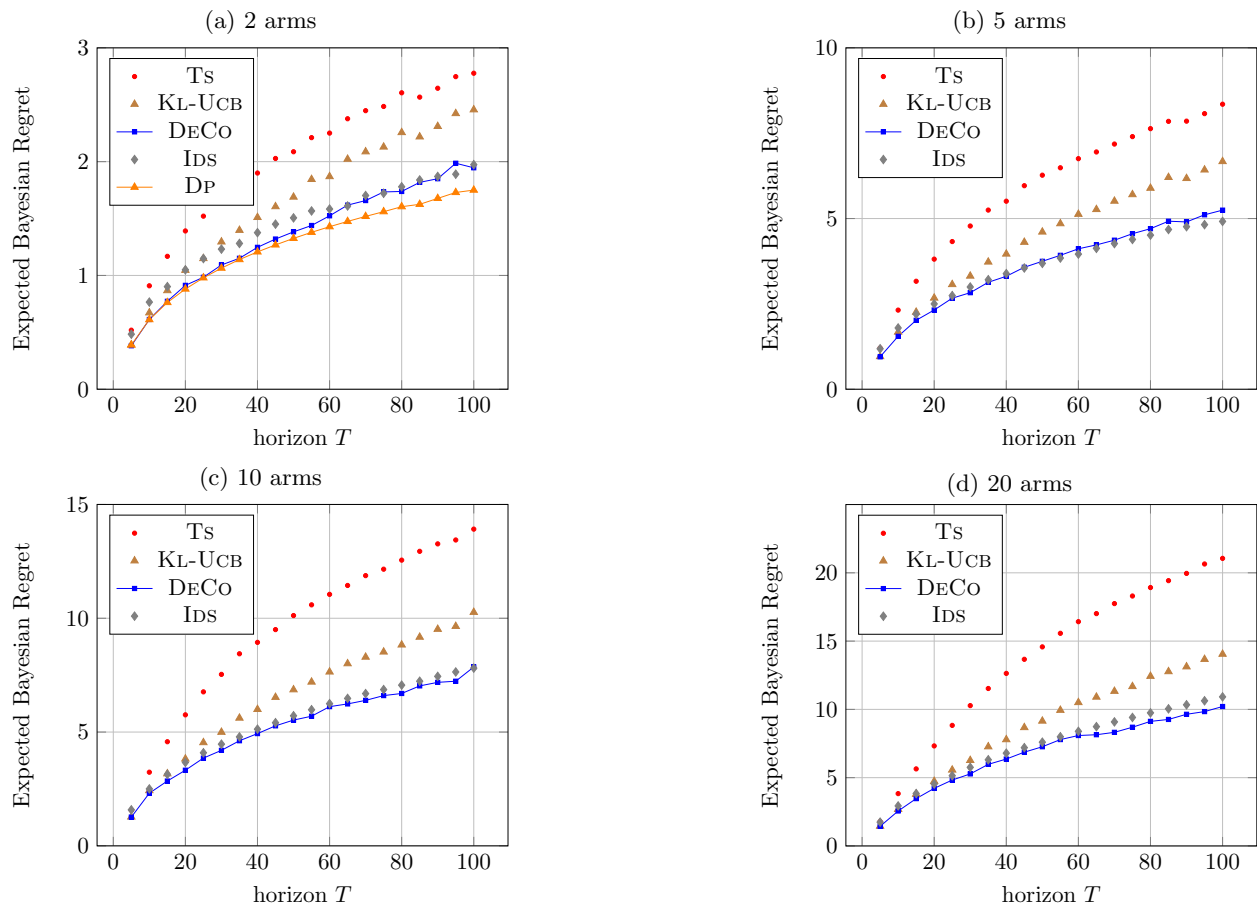 (a) 2 arms
Expected Bayesian Regret
3
2
1
0
TS
KL-UCB
DECO
IDS
DP
0 20 40 60 80 100
horizon T
(b) 5 arms
Expected Bayesian Regret
10
5
0
TS
KL-UCB
DECO
IDS
0 20 40 60 80 100
horizon T
(c) 10 arms
Expected Bayesian Regret
15
10
5
0
TS
KL-UCB
DECO
IDS
0 20 40 60 80 100
horizon T
(d) 20 arms
Expected Bayesian Regret
20
15
10
5
0
TS
KL-UCB
DECO
IDS
0 20 40 60 80 100
horizon T